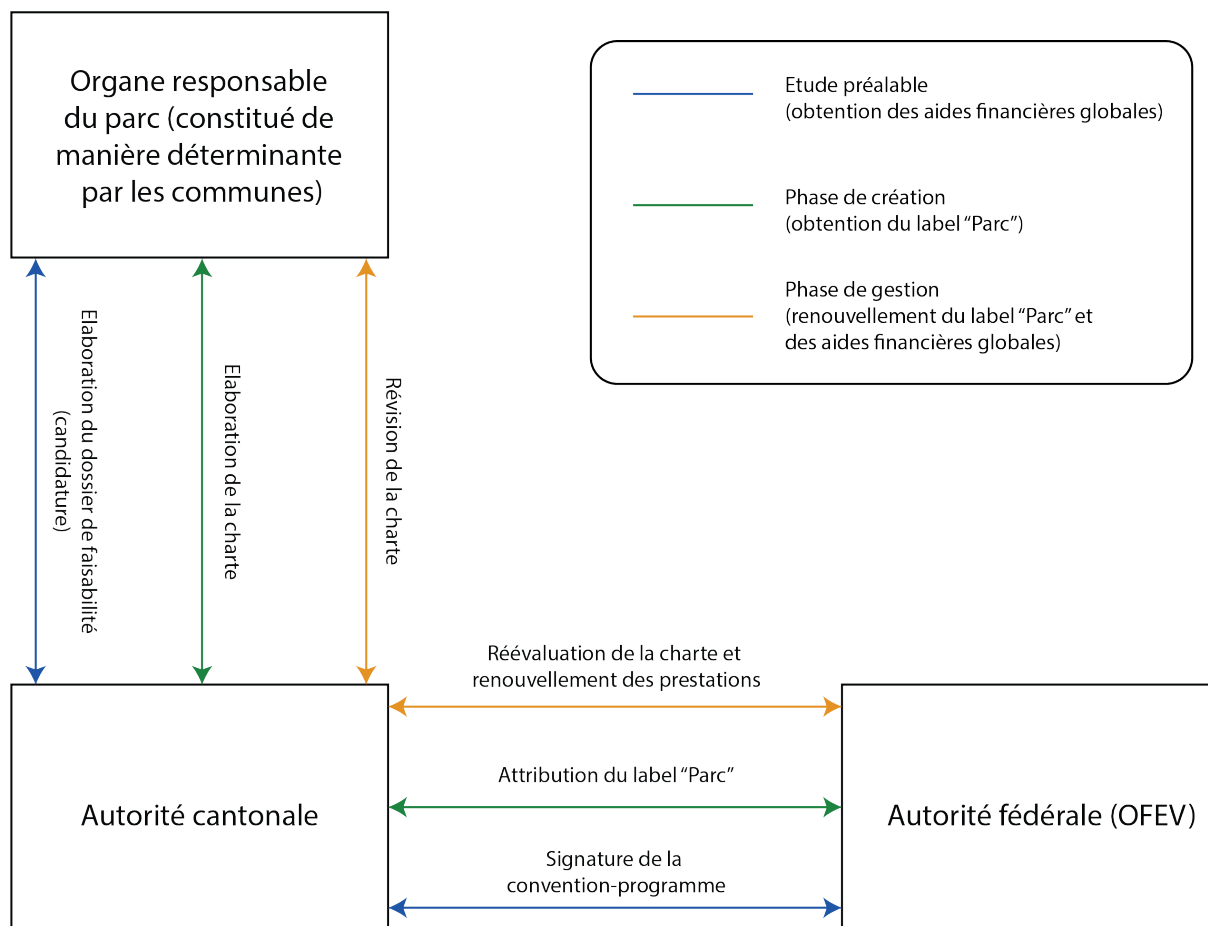 Organe responsable
du parc (constitué de
manière déterminante
par les communes)
Etude préalable
(obtention des aides financières globales)
Phase de création
(obtention du label “Parc”)
Phase de gestion
(renouvellement du label “Parc” et
des aides financières globales)
Elaboration du dossier de faisabilité
(candidature)
Elaboration de la charte
Révision de la charte
Réévaluation de la charte et
renouvellement des prestations
Attribution du label “Parc”
Signature de la
convention-programme
Autorité cantonale
Autorité fédérale (OFEV)